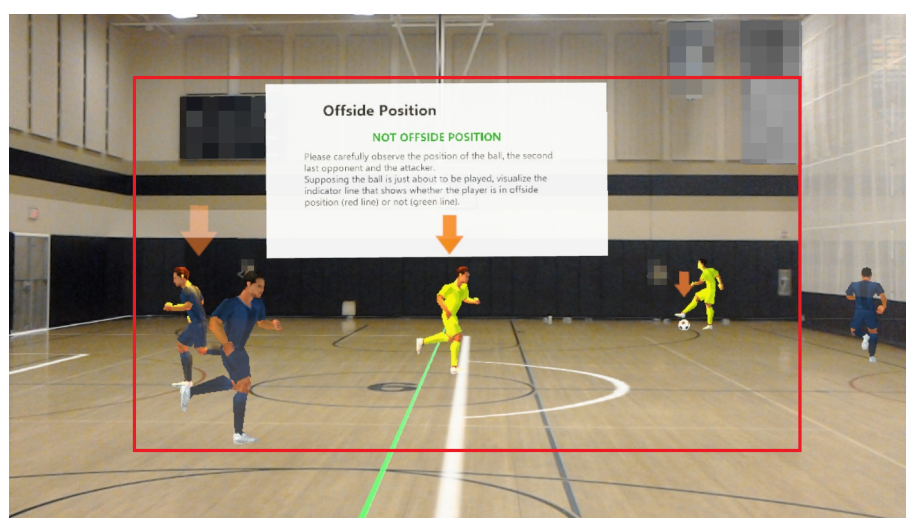 Offside Position
NOT OFFSIDE POSITION
Please carefully observe the position of the ball, the second
last opponent and the attacker.
Supposing the ball is just about to be played, visualize the
indicator line that shows whether the player is in offside
position (red line) or not (green line).